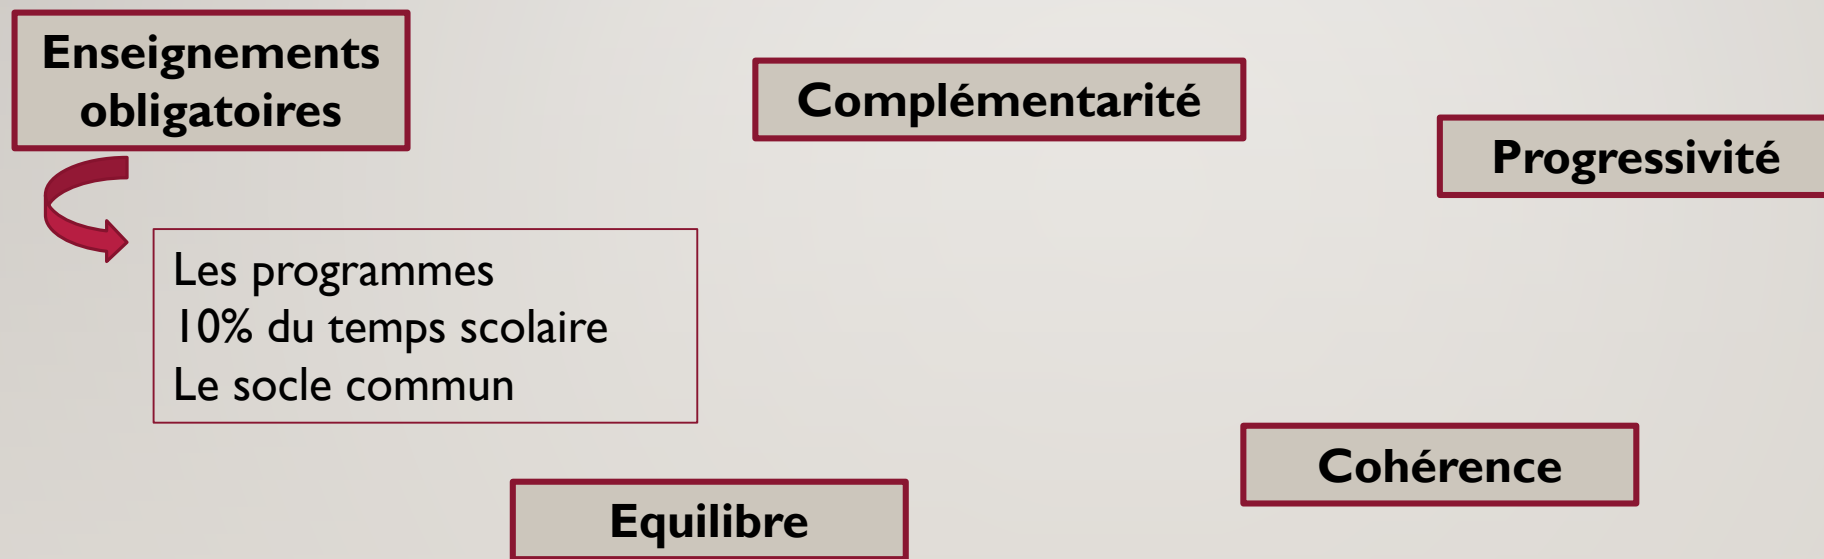 Enseignements
obligatoires
Complémentarité
Progressivité
Les programmes
10% du temps scolaire
Le socle commun
Cohérence
Equilibre